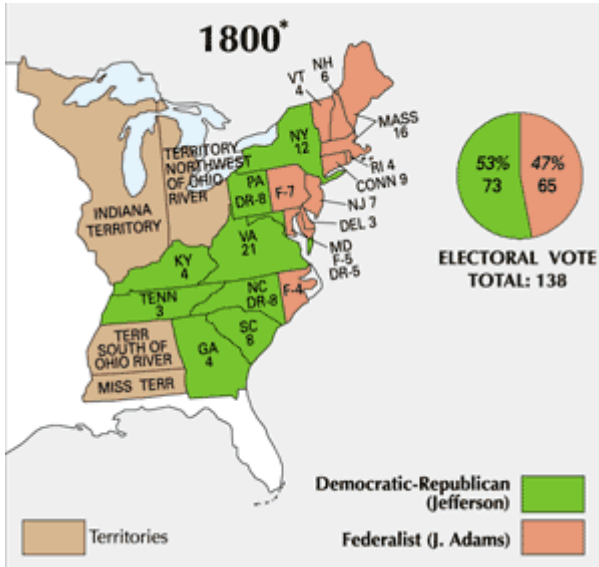 1800*
NH
6
VT
4
MASS
16
NY
12
RI 4
CONN 9
TERRITORY
NORTHWEST
OF OHIO
RIVER
PA
DR-8
F-7
NJ 7
DEL 3
MD
F-5
DR-5
INDIANA
TERRITORY
VA
21
KY
4
TENN
3
NC
DR-8
F-4
SC
8
GA
4
TERR
SOUTH OF
OHIO RIVER
MISS TERR
53%
73
47%
65
ELECTORAL VOTE
TOTAL: 138
Democratic-Republican
(Jefferson)
Federalist (J. Adams)
Territories